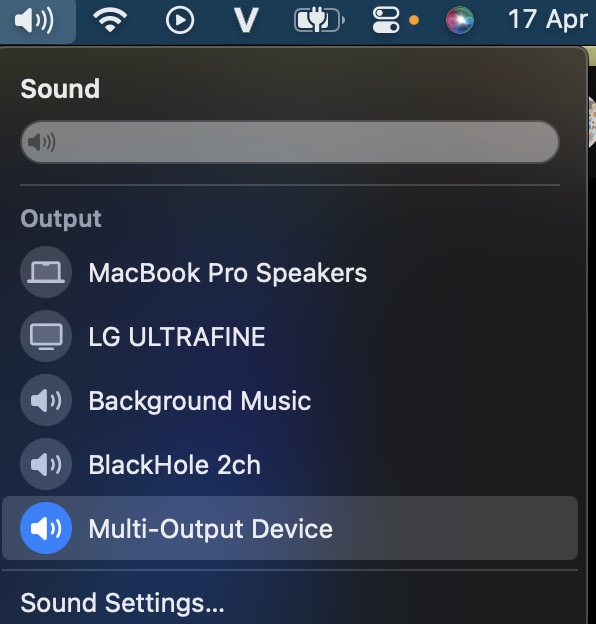 V
17 Apr
Sound
Output
MacBook Pro Speakers
LG ULTRAFINE
Background Music
BlackHole 2ch
Multi-Output Device
Sound Settings...